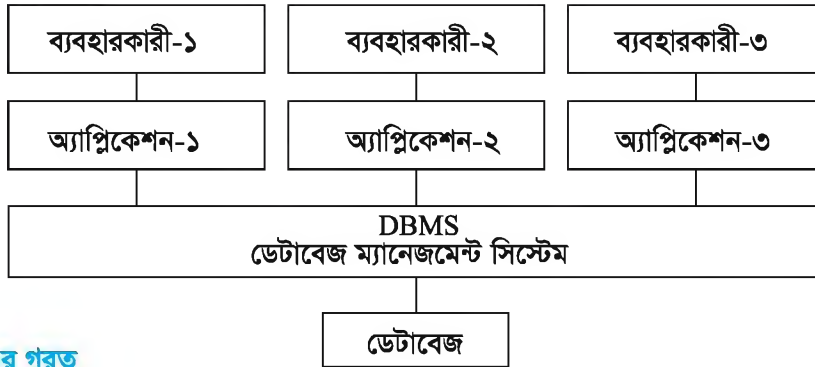 ব্যবহারকারী-১ ব্যবহারকারী-২ ব্যবহারকারী-৩
অ্যাপ্লিকেশন-১ অ্যাপ্লিকেশন-২ অ্যাপ্লিকেশন-৩
DBMS
ডেটাবেজ ম্যানেজমেন্ট সিস্টেম
ডেটাবেজ